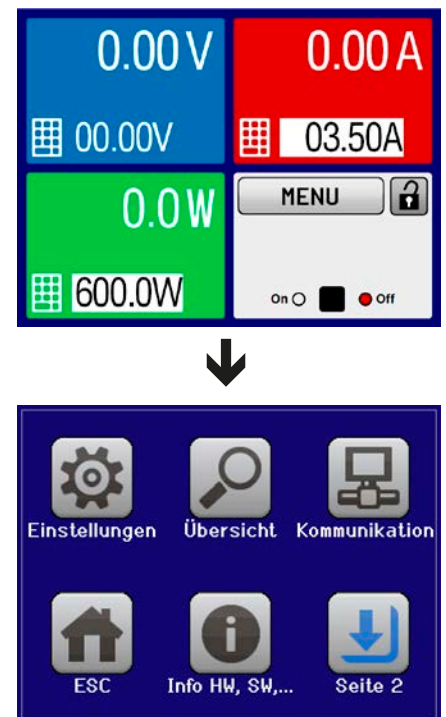 0.00 V 0.00 A
00.00V 03.50A
0.0 W MENU
600.0W On Off
Einstellungen Übersicht Kommunikation
ESC Info HW, SW,... Seite 2